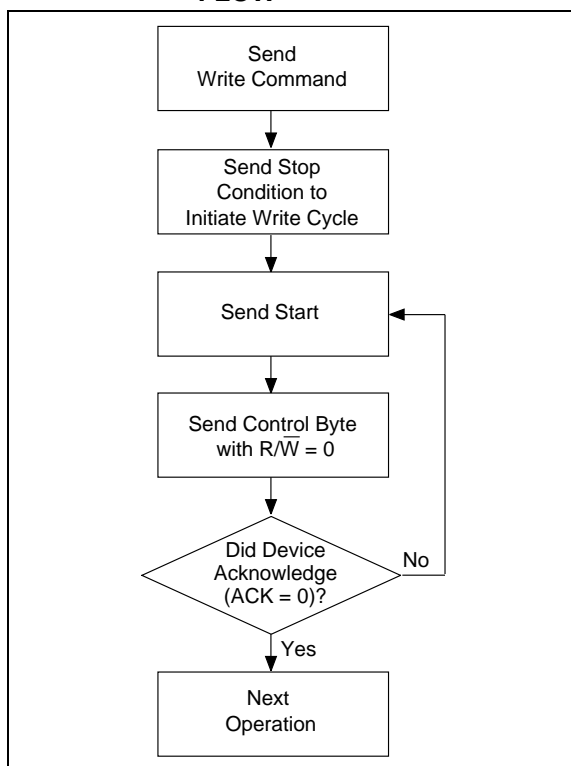 Send
Write Command
Send Stop
Condition to
Initiate Write Cycle
Send Start
Send Control Byte
with R/W̅ = 0
Did Device
Acknowledge
(ACK = 0)?
No
Yes
Next
Operation